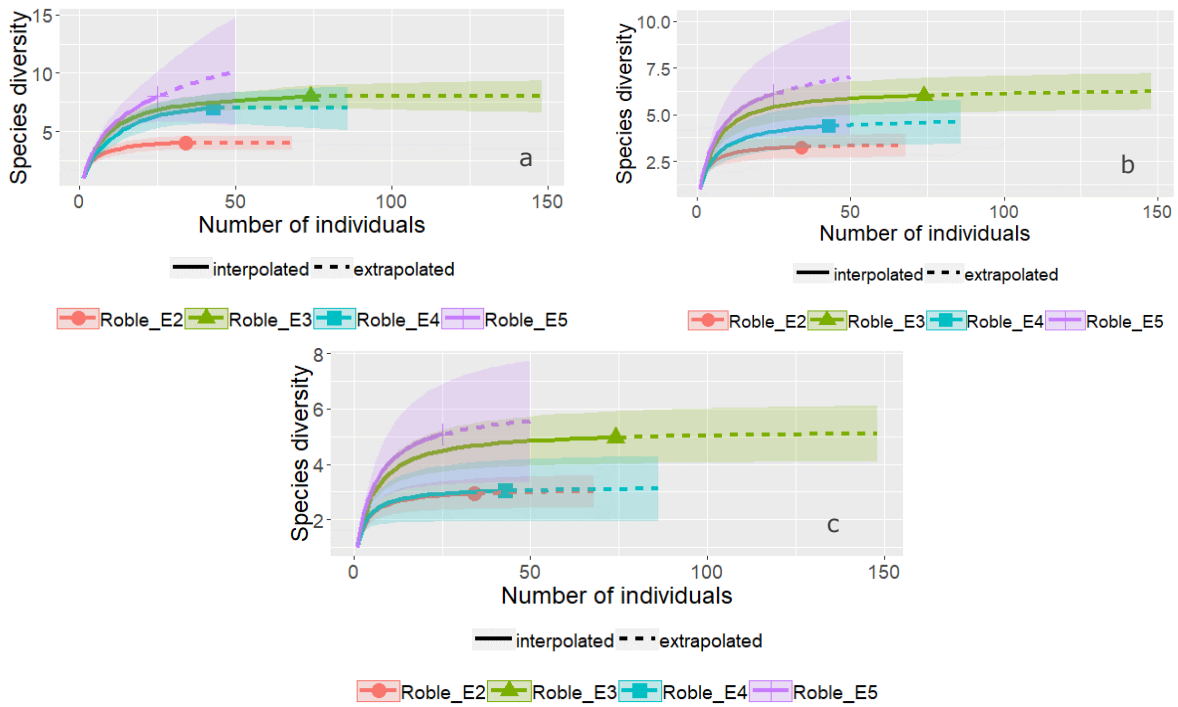 Species diversity
15
10
5
0
50
100
150
a
Number of individuals
interpolated extrapolated
Roble_E2 Roble_E3 Roble_E4 Roble_E5
Species diversity
10.0
7.5
5.0
2.5
0
50
100
150
b
Number of individuals
interpolated extrapolated
Roble_E2 Roble_E3 Roble_E4 Roble_E5
Species diversity
8
6
4
2
0
50
100
150
c
Number of individuals
interpolated extrapolated
Roble_E2 Roble_E3 Roble_E4 Roble_E5